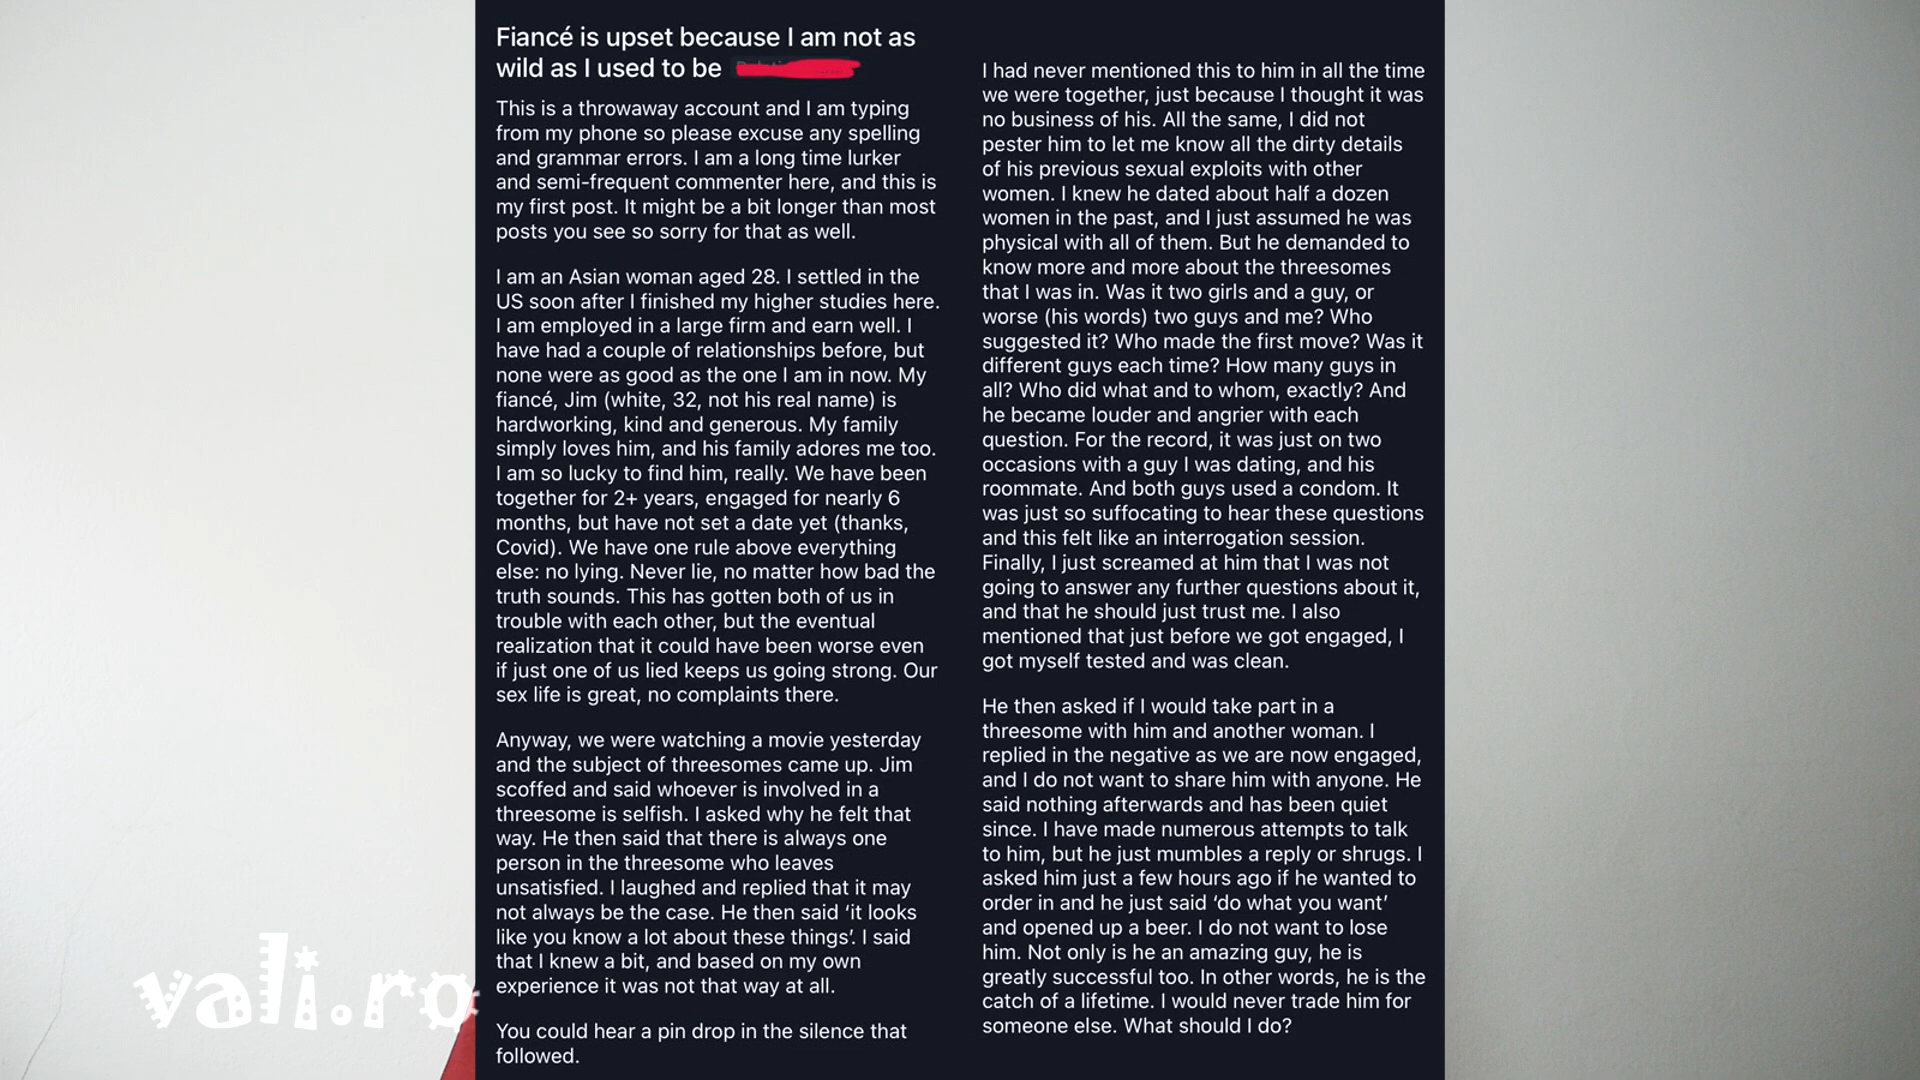 Fiancé is upset because I am not as
wild as I used to be
This is a throwaway account and I am typing
from my phone so please excuse any spelling
and grammar errors. I am a long time lurker
and semi-frequent commenter here, and this is
my first post. It might be a bit longer than most
posts you see so sorry for that as well.
I am an Asian woman aged 28. I settled in the
US soon after I finished my higher studies here.
I am employed in a large firm and earn well. I
have had a couple of relationships before, but
none were as good as the one I am in now. My
fiancé, Jim (white, 32, not his real name) is
hardworking, kind and generous. My family
simply loves him, and his family adores me too.
I am so lucky to find him, really. We have been
together for 2+ years, engaged for nearly 6
months, but have not set a date yet (thanks,
Covid). We have one rule above everything
else: no lying. Never lie, no matter how bad the
truth sounds. This has gotten both of us in
trouble with each other, but the eventual
realization that it could have been worse even
if just one of us lied keeps us going strong. Our
sex life is great, no complaints there.
Anyway, we were watching a movie yesterday
and the subject of threesomes came up. Jim
scoffed and said whoever is involved in a
threesome is selfish. I asked why he felt that
way. He then said that there is always one
person in the threesome who leaves
unsatisfied. I laughed and replied that it may
not always be the case. He then said ‘it looks
like you know a lot about these things’. I said
that I knew a bit, and based on my own
experience it was not that way at all.
You could hear a pin drop in the silence that
followed.
I had never mentioned this to him in all the time
we were together, just because I thought it was
no business of his. All the same, I did not
pester him to let me know all the dirty details
of his previous sexual exploits with other
women. I knew he dated about half a dozen
women in the past, and I just assumed he was
physical with all of them. But he demanded to
know more and more about the threesomes
that I was in. Was it two girls and a guy, or
worse (his words) two guys and me? Who
suggested it? Who made the first move? Was it
different guys each time? How many guys in
all? Who did what and to whom, exactly? And
he became louder and angrier with each
question. For the record, it was just on two
occasions with a guy I was dating, and his
roommate. And both guys used a condom. It
was just so suffocating to hear these questions
and this felt like an interrogation session.
Finally, I just screamed at him that I was not
going to answer any further questions about it,
and that he should just trust me. I also
mentioned that just before we got engaged, I
got myself tested and was clean.
He then asked if I would take part in a
threesome with him and another woman. I
replied in the negative as we are now engaged,
and I do not want to share him with anyone. He
said nothing afterwards and has been quiet
since. I have made numerous attempts to talk
to him, but he just mumbles a reply or shrugs. I
asked him just a few hours ago if he wanted to
order in and he just said ‘do what you want’
and opened up a beer. I do not want to lose
him. Not only is he an amazing guy, he is
greatly successful too. In other words, he is the
catch of a lifetime. I would never trade him for
someone else. What should I do?
vali.ro